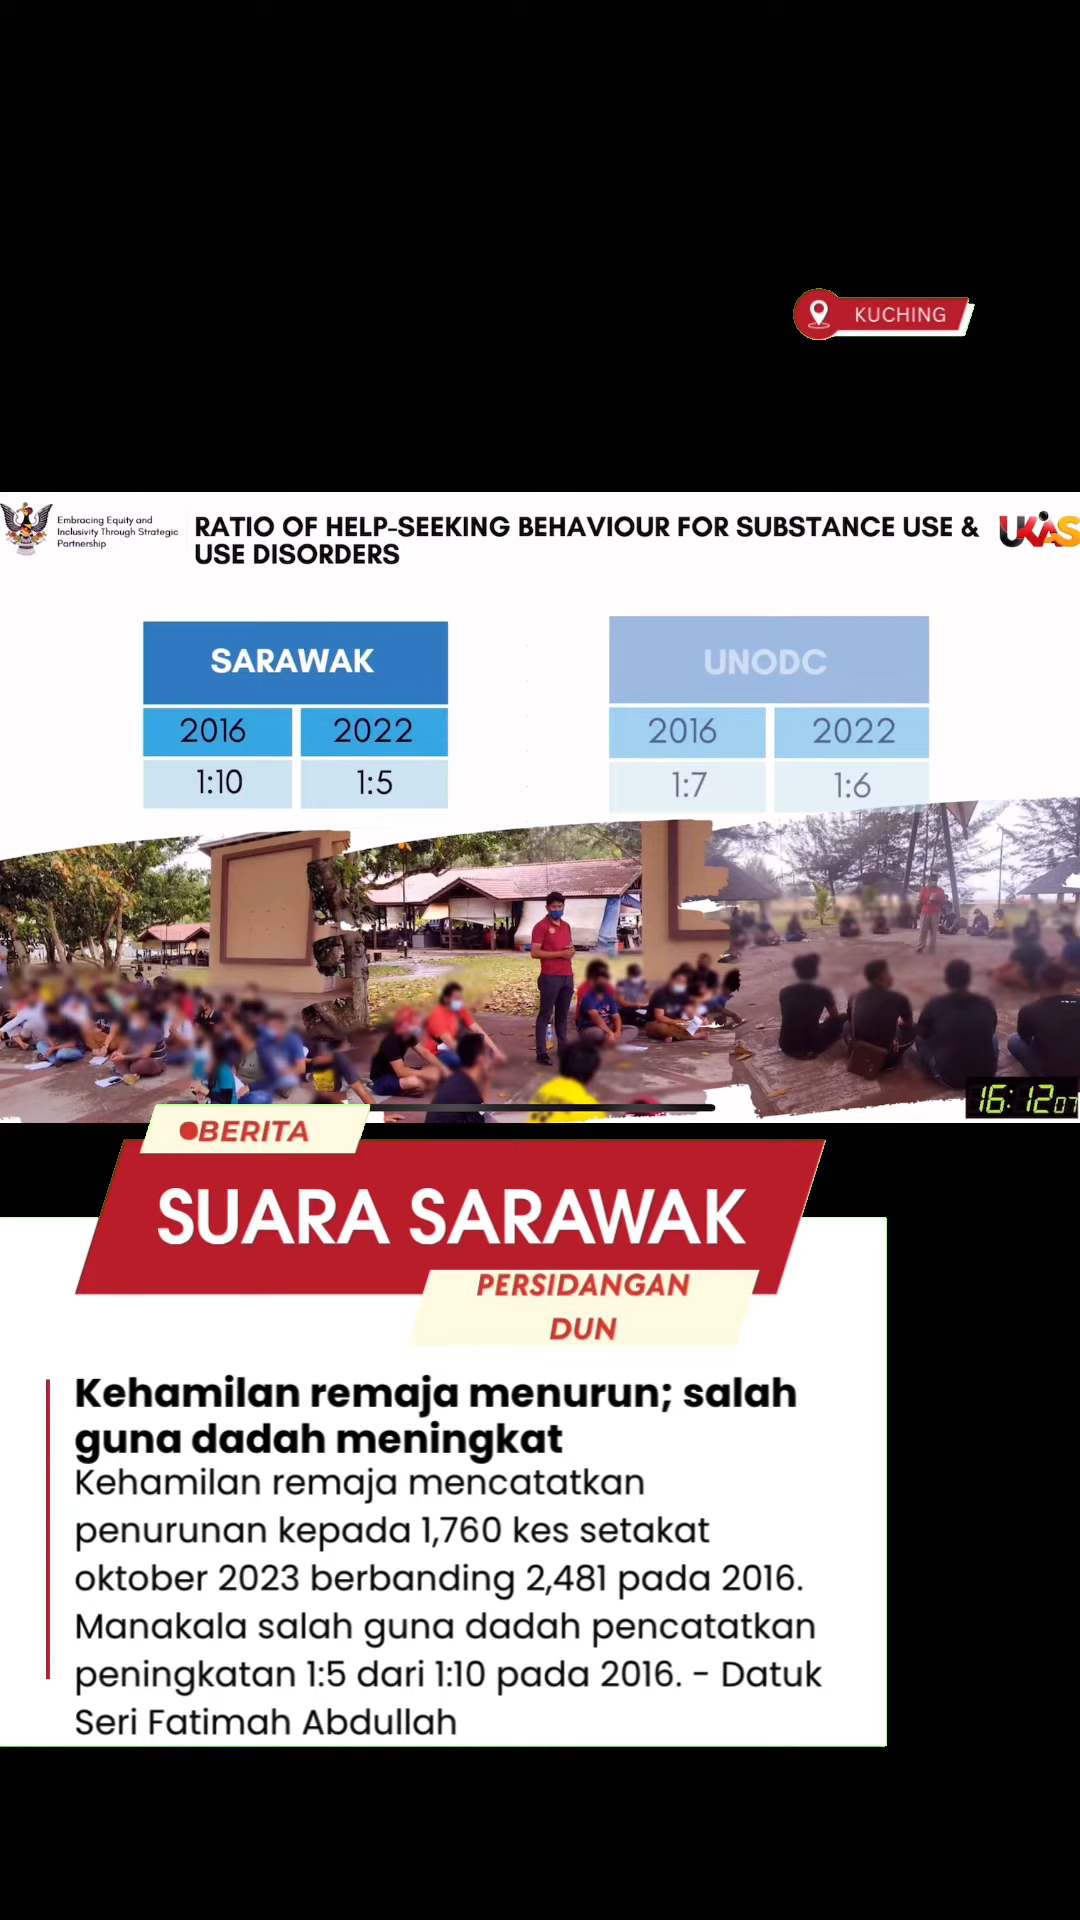 KUCHING
Embracing Equity and
Inclusivity Through Strategic
Partnership
RATIO OF HELP-SEEKING BEHAVIOUR FOR SUBSTANCE USE &
USE DISORDERS
UKAS
SARAWAK
2016 2022
1:10 1:5
UNODC
2016 2022
1:7 1:6
16:12 07
BERITA
SUARA SARAWAK
PERSIDANGAN
DUN
Kehamilan remaja menurun; salah
guna dadah meningkat
Kehamilan remaja mencatatkan
penurunan kepada 1,760 kes setakat
oktober 2023 berbanding 2,481 pada 2016.
Manakala salah guna dadah pencatatkan
peningkatan 1:5 dari 1:10 pada 2016. - Datuk
Seri Fatimah Abdullah